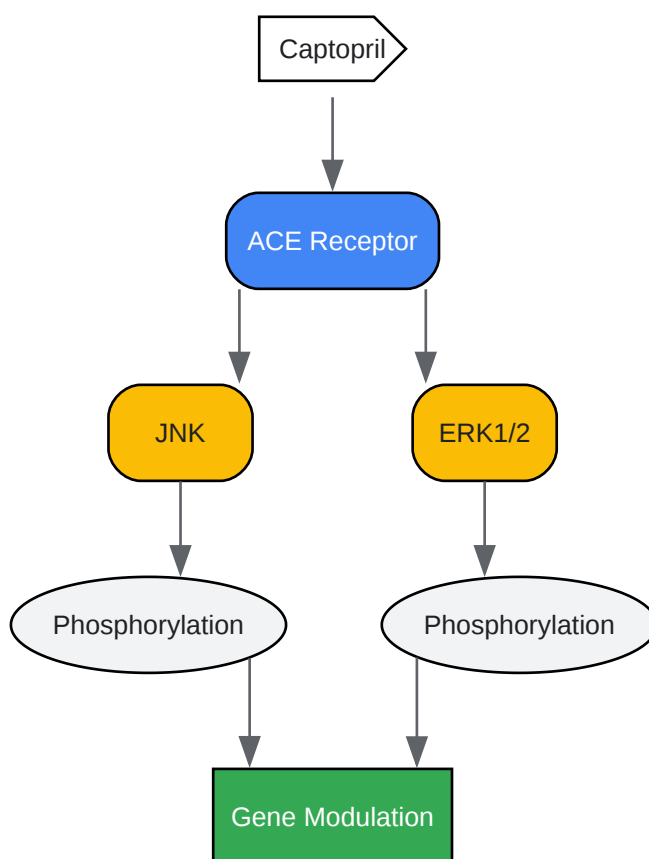 Captopril
ACE Receptor
JNK
ERK1/2
Phosphorylation
Phosphorylation
Gene Modulation